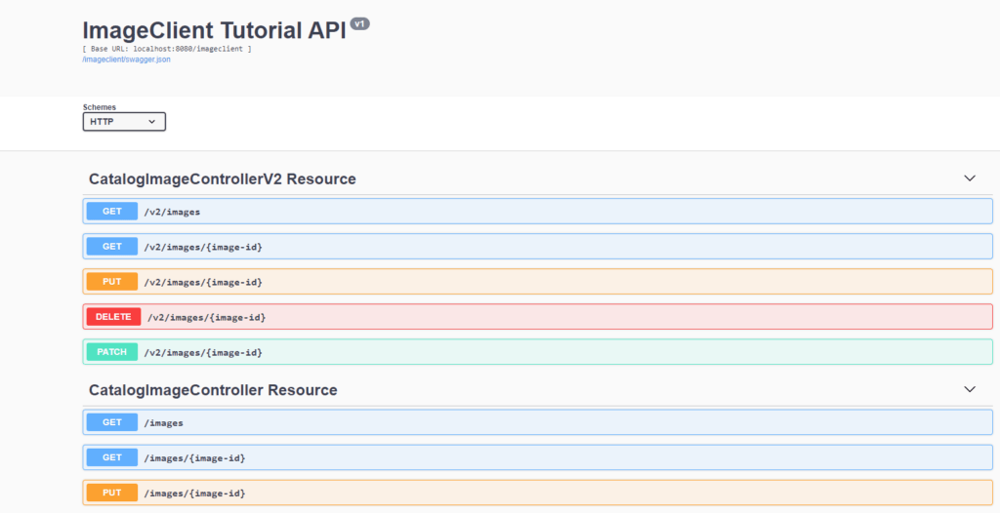 ImageClient Tutorial API v1
[ Base URL: localhost:8080/imageclient ]
/imageclient/swagger.json
Schemes
HTTP
CatalogImageControllerV2 Resource
GET /v2/images
GET /v2/images/{image-id}
PUT /v2/images/{image-id}
DELETE /v2/images/{image-id}
PATCH /v2/images/{image-id}
CatalogImageController Resource
GET /images
GET /images/{image-id}
PUT /images/{image-id}